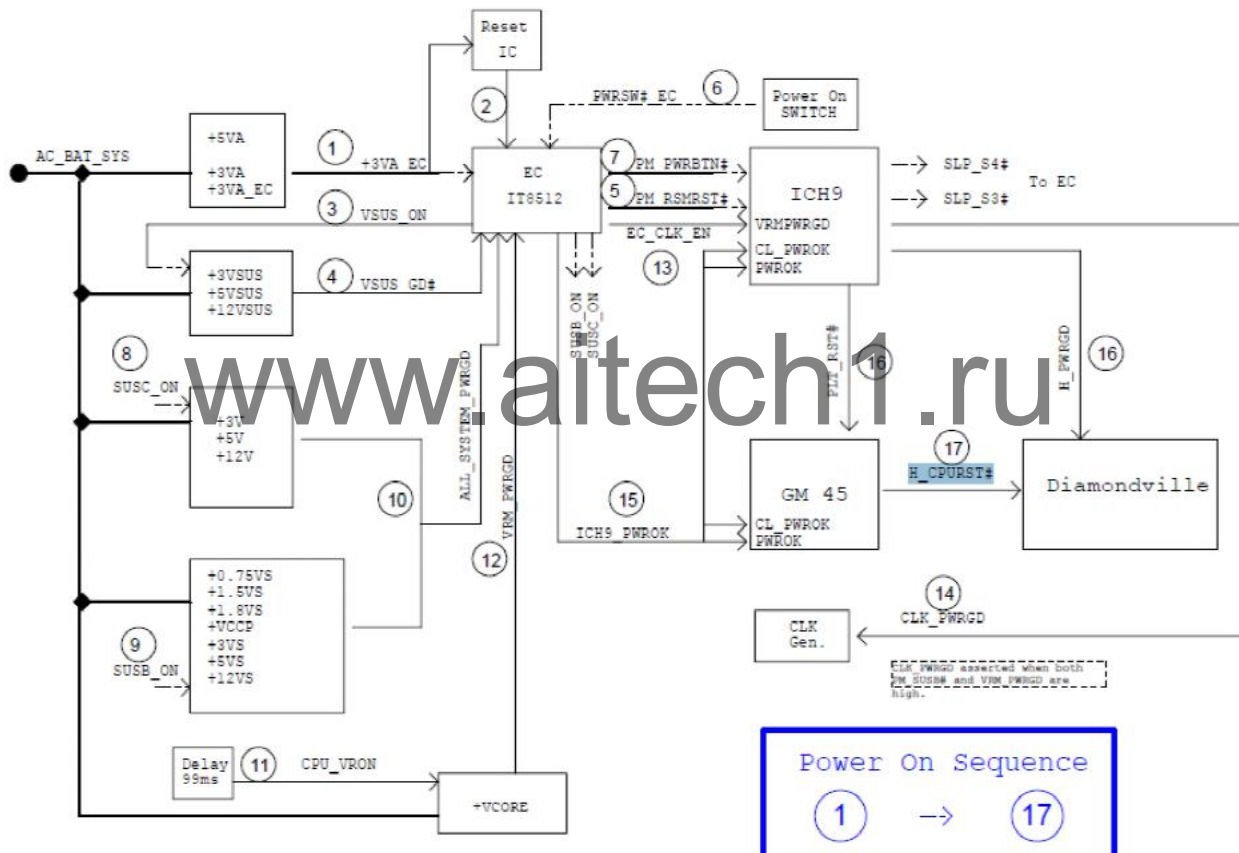 Reset
IC
2
PWRSW#_EC
6
Power On
SWITCH
AC_BAT_SYS
+5VA
+3VA
+3VA_EC
1
+3VA_EC
EC
IT8512
7
PM_PWRBTN#
5
PM_RSMRST#
EC_CLK_EN
13
ICH9
VRMPWRGD
CL_PWROK
PWROK
SLP_S4#
SLP_S3#
To EC
3
VSUS_ON
+3VSUS
+5VSUS
+12VSUS
4
VSUS_GD#
SUSB_ON
SUSC_ON
8
SUSC_ON
+3V
+5V
+12V
10
ALL_SYSTEM_PWRGD
VRM_PWRGD
12
PLT_RST#
16
H_PWRGD
16
www.aitech1.ru
15
ICH9_PWROK
GM 45
CL_PWROK
PWROK
17
H_CPURST#
Diamondville
+0.75VS
+1.5VS
+1.8VS
+VCCP
+3VS
+5VS
+12VS
9
SUSB_ON
CLK
Gen.
14
CLK_PWRGD
CLK_PWRGD asserted when both
PM_SUSB# and VRM_PWRGD are
high.
Delay
99ms
11
CPU_VRON
+VCORE
Power On Sequence
1 --> 17